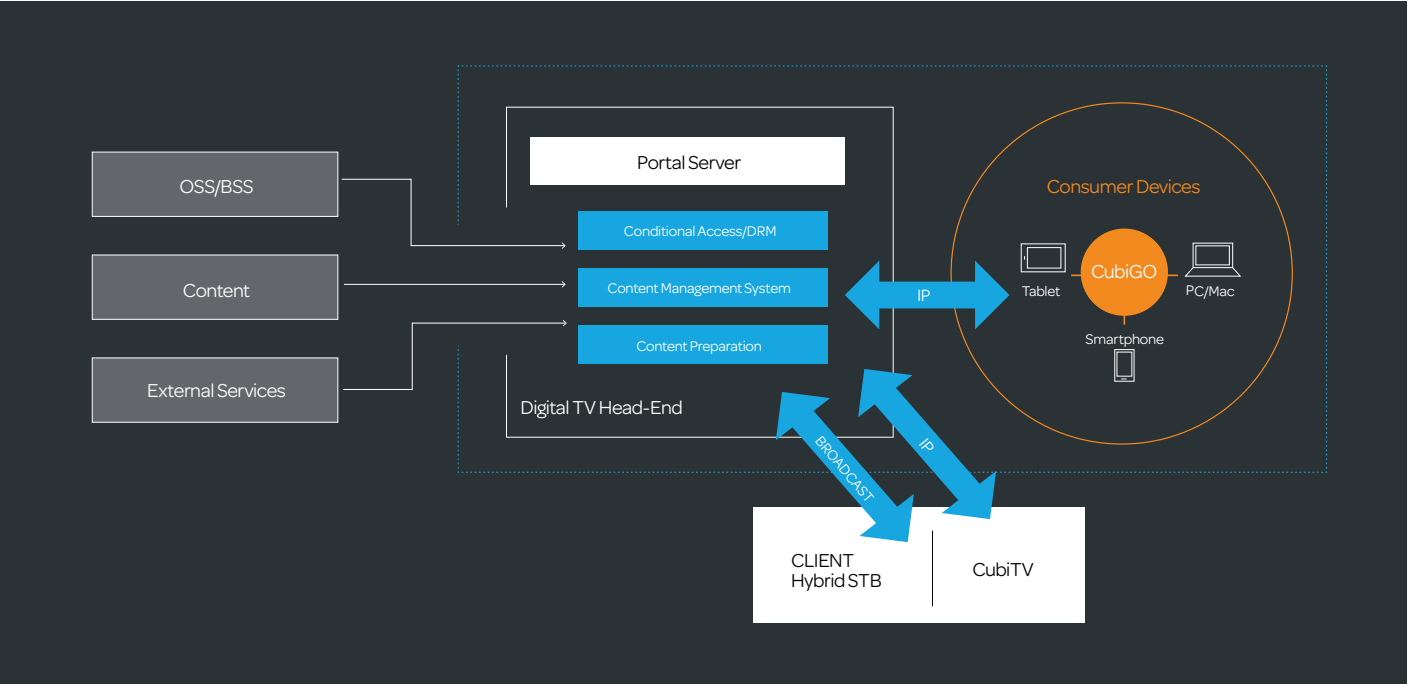 OSS/BSS
Content
External Services
Portal Server
Conditional Access/DRM
Content Management System
Content Preparation
Digital TV Head-End
IP
Consumer Devices
CubiGO
Tablet
PC/Mac
Smartphone
BROADCAST
IP
CLIENT
Hybrid STB
CubiTV